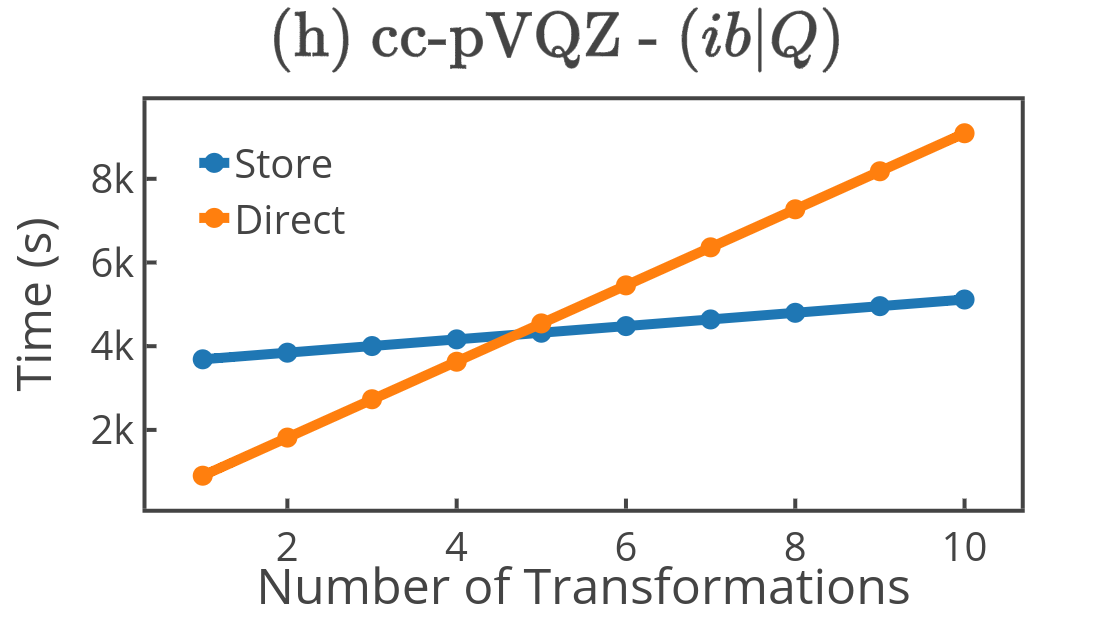 (h) cc-pVQZ - (ib|Q)
Store
Direct
Time (s)
8k
6k
4k
2k
2 4 6 8 10
Number of Transformations